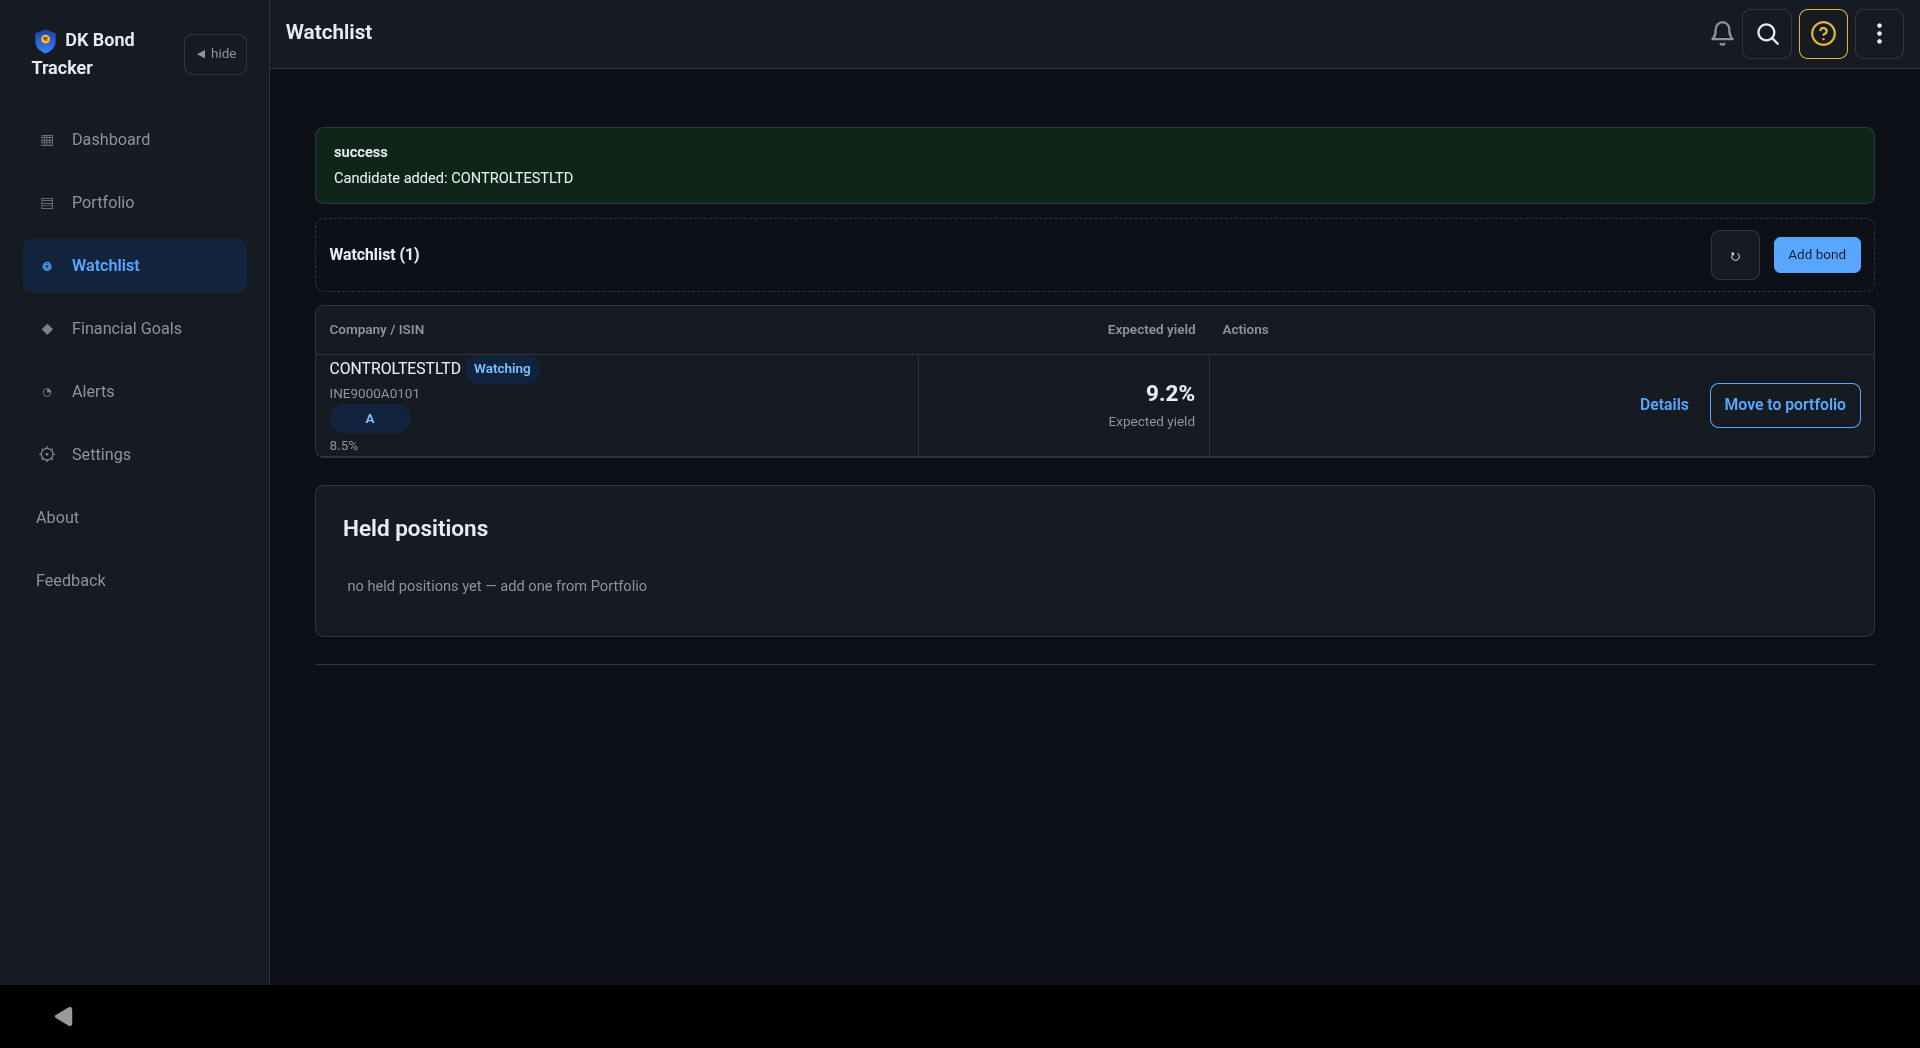 DK Bond
Tracker
◄ hide
Dashboard
Portfolio
Watchlist
Financial Goals
Alerts
Settings
About
Feedback
Watchlist
success
Candidate added: CONTROLTESTLTD
Watchlist (1)
Add bond
Company / ISIN Expected yield Actions
CONTROLTESTLTD Watching
INE9000A0101
A
8.5%
9.2%
Expected yield
Details
Move to portfolio
Held positions
no held positions yet — add one from Portfolio